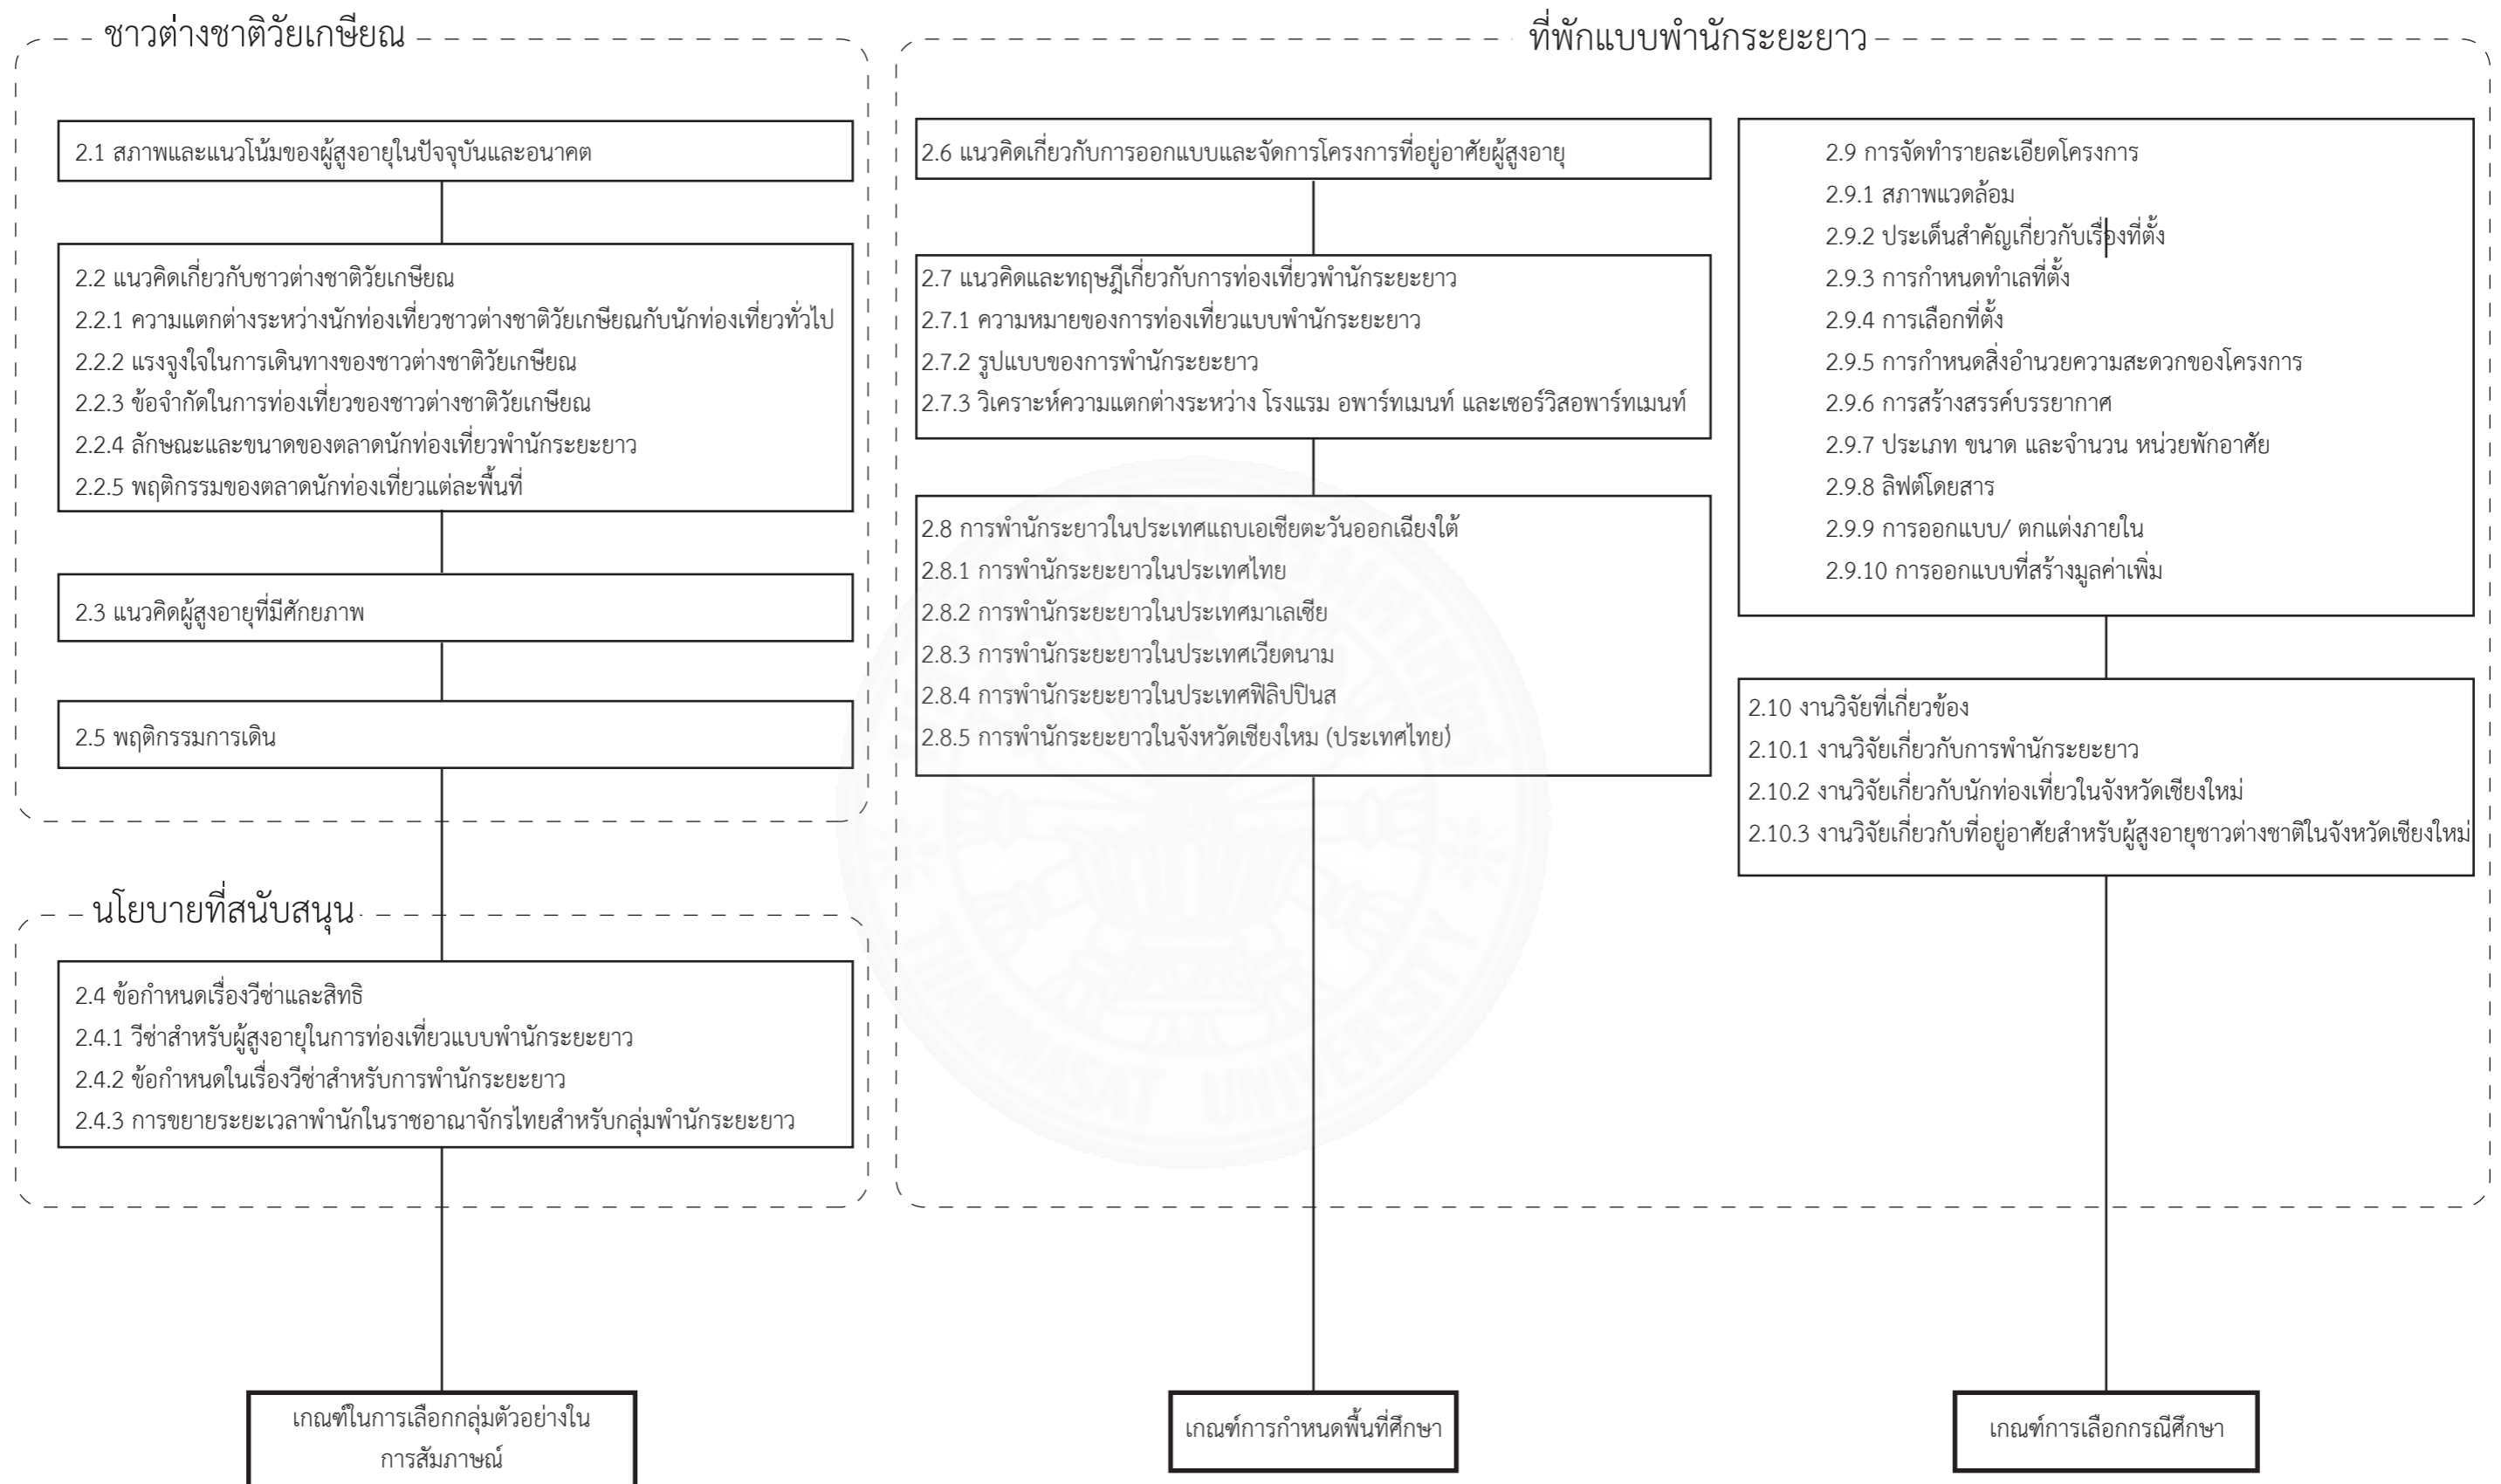 ชาวต่างชาติวัยเกษียณ
2.1 สภาพและแนวโน้มของผู้สูงอายุในปัจจุบันและอนาคต
2.2 แนวคิดเกี่ยวกับชาวต่างชาติวัยเกษียณ
2.2.1 ความแตกต่างระหว่างนักท่องเที่ยวชาวต่างชาติวัยเกษียณกับนักท่องเที่ยวทั่วไป
2.2.2 แรงจูงใจในการเดินทางของชาวต่างชาติวัยเกษียณ
2.2.3 ข้อจำกัดในการท่องเที่ยวของชาวต่างชาติวัยเกษียณ
2.2.4 ลักษณะและขนาดของตลาดนักท่องเที่ยวพำนักระยะยาว
2.2.5 พฤติกรรมของตลาดนักท่องเที่ยวแต่ละพื้นที่
2.3 แนวคิดผู้สูงอายุที่มีศักยภาพ
2.5 พฤติกรรมการเดิน
นโยบายที่สนับสนุน
2.4 ข้อกำหนดเรื่องวีซ่าและสิทธิ
2.4.1 วีซ่าสำหรับผู้สูงอายุในการท่องเที่ยวแบบพำนักระยะยาว
2.4.2 ข้อกำหนดในเรื่องวีซ่าสำหรับการพำนักระยะยาว
2.4.3 การขยายระยะเวลาพำนักในราชอาณาจักรไทยสำหรับกลุ่มพำนักระยะยาว
เกณฑ์ในการเลือกกลุ่มตัวอย่างใน
การสัมภาษณ์
ที่พักแบบพำนักระยะยาว
2.6 แนวคิดเกี่ยวกับการออกแบบและจัดการโครงการที่อยู่อาศัยผู้สูงอายุ
2.7 แนวคิดและทฤษฎีเกี่ยวกับการท่องเที่ยวพำนักระยะยาว
2.7.1 ความหมายของการท่องเที่ยวแบบพำนักระยะยาว
2.7.2 รูปแบบของการพำนักระยะยาว
2.7.3 วิเคราะห์ความแตกต่างระหว่าง โรงแรม อพาร์ทเมนท์ และเซอร์วิสอพาร์ทเมนท์
2.8 การพำนักระยาวในประเทศแถบเอเชียตะวันออกเฉียงใต้
2.8.1 การพำนักระยะยาวในประเทศไทย
2.8.2 การพำนักระยะยาวในประเทศมาเลเซีย
2.8.3 การพำนักระยะยาวในประเทศเวียดนาม
2.8.4 การพำนักระยะยาวในประเทศฟิลิปปินส
2.8.5 การพำนักระยะยาวในจังหวัดเชียงใหม (ประเทศไทย)
เกณฑ์การกำหนดพื้นที่ศึกษา
2.9 การจัดทำรายละเอียดโครงการ
2.9.1 สภาพแวดล้อม
2.9.2 ประเด็นสำคัญเกี่ยวกับเรื่องที่ตั้ง
2.9.3 การกำหนดทำเลที่ตั้ง
2.9.4 การเลือกที่ตั้ง
2.9.5 การกำหนดสิ่งอำนวยความสะดวกของโครงการ
2.9.6 การสร้างสรรค์บรรยากาศ
2.9.7 ประเภท ขนาด และจำนวน หน่วยพักอาศัย
2.9.8 ลิฟต์โดยสาร
2.9.9 การออกแบบ/ ตกแต่งภายใน
2.9.10 การออกแบบที่สร้างมูลค่าเพิ่ม
2.10 งานวิจัยที่เกี่ยวข้อง
2.10.1 งานวิจัยเกี่ยวกับการพำนักระยะยาว
2.10.2 งานวิจัยเกี่ยวกับนักท่องเที่ยวในจังหวัดเชียงใหม่
2.10.3 งานวิจัยเกี่ยวกับที่อยู่อาศัยสำหรับผู้สูงอายุชาวต่างชาติในจังหวัดเชียงใหม่
เกณฑ์การเลือกกรณีศึกษา
THAMMASAT UNIVERSITY